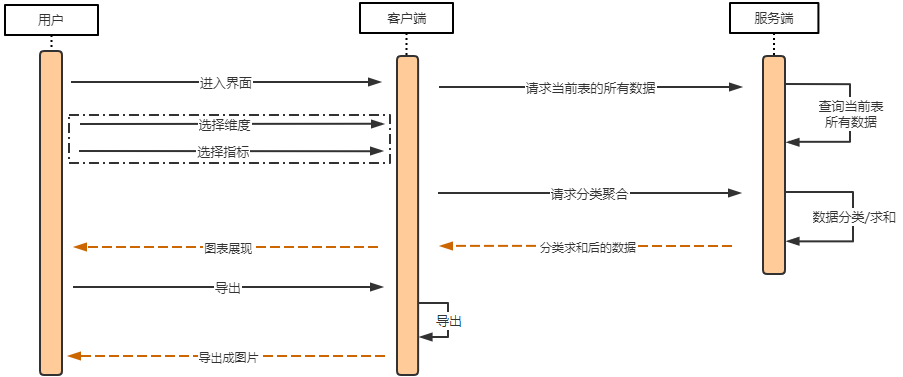 用户
客户端
服务端
进入界面
请求当前表的所有数据
查询当前表
所有数据
选择维度
选择指标
请求分类聚合
数据分类/求和
图表展现
分类求和后的数据
导出
导出
导出成图片